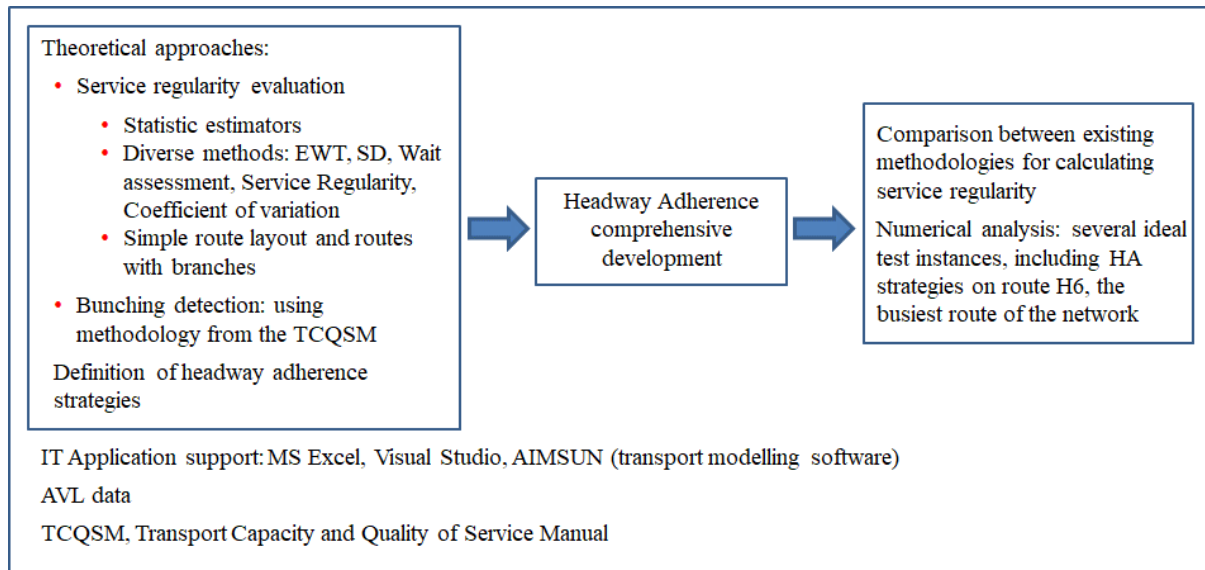 Theoretical approaches:
• Service regularity evaluation
• Statistic estimators
• Diverse methods: EWT, SD, Wait
assessment, Service Regularity,
Coefficient of variation
• Simple route layout and routes
with branches
• Bunching detection: using
methodology from the TCQSM
Definition of headway adherence
strategies
Headway Adherence
comprehensive
development
Comparison between existing
methodologies for calculating
service regularity
Numerical analysis: several ideal
test instances, including HA
strategies on route H6, the
busiest route of the network
IT Application support: MS Excel, Visual Studio, AIMSUN (transport modelling software)
AVL data
TCQSM, Transport Capacity and Quality of Service Manual